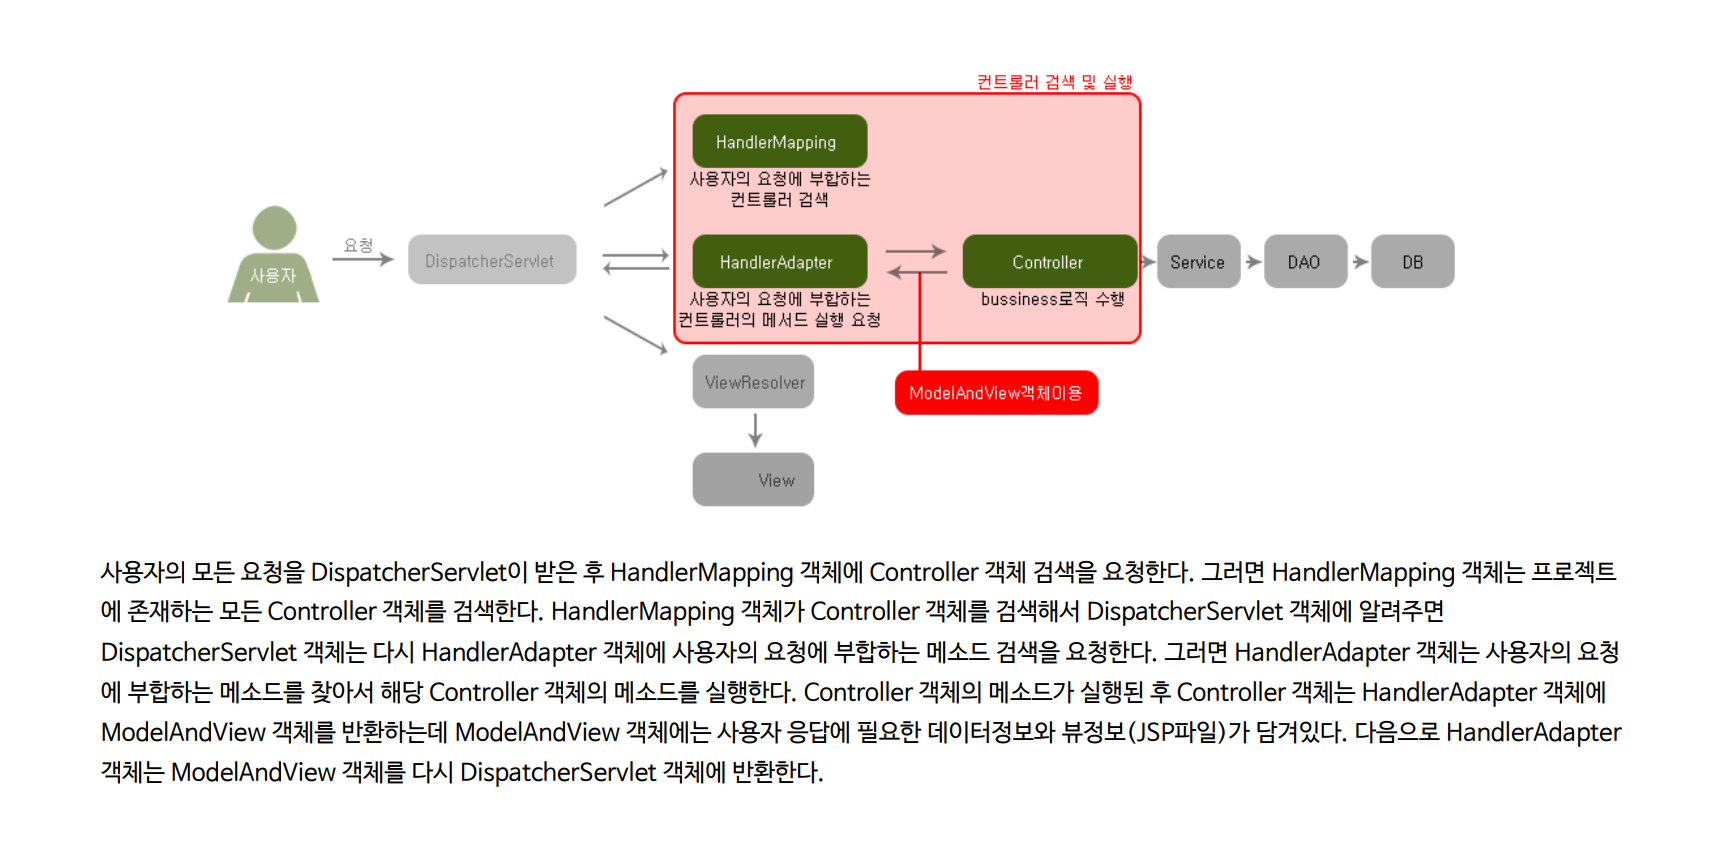 컨트롤러 검색 및 실행
HandlerMapping
사용자의 요청에 부합하는
컨트롤러 검색
요청
사용자
DispatcherServlet
HandlerAdapter
사용자의 요청에 부합하는
컨트롤러의 메서드 실행 요청
Controller
bussiness로직 수행
Service
DAO
DB
ViewResolver
ModelAndView객체이용
View
사용자의 모든 요청을 DispatcherServlet이 받은 후 HandlerMapping 객체에 Controller 객체 검색을 요청한다. 그러면 HandlerMapping 객체는 프로젝트
에 존재하는 모든 Controller 객체를 검색한다. HandlerMapping 객체가 Controller 객체를 검색해서 DispatcherServlet 객체에 알려주면
DispatcherServlet 객체는 다시 HandlerAdapter 객체에 사용자의 요청에 부합하는 메소드 검색을 요청한다. 그러면 HandlerAdapter 객체는 사용자의 요청
에 부합하는 메소드를 찾아서 해당 Controller 객체의 메소드를 실행한다. Controller 객체의 메소드가 실행된 후 Controller 객체는 HandlerAdapter 객체에
ModelAndView 객체를 반환하는데 ModelAndView 객체에는 사용자 응답에 필요한 데이터정보와 뷰정보(JSP파일)가 담겨있다. 다음으로 HandlerAdapter
객체는 ModelAndView 객체를 다시 DispatcherServlet 객체에 반환한다.